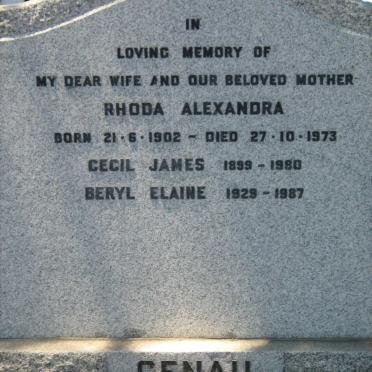 IN
LOVING MEMORY OF
MY DEAR WIFE AND OUR BELOVED MOTHER
RHODA ALEXANDRA
BORN 21·6·1902 – DIED 27·10·1973
CECIL JAMES 1899 – 1980
BERYL ELAINE 1929 – 1987
GENAU